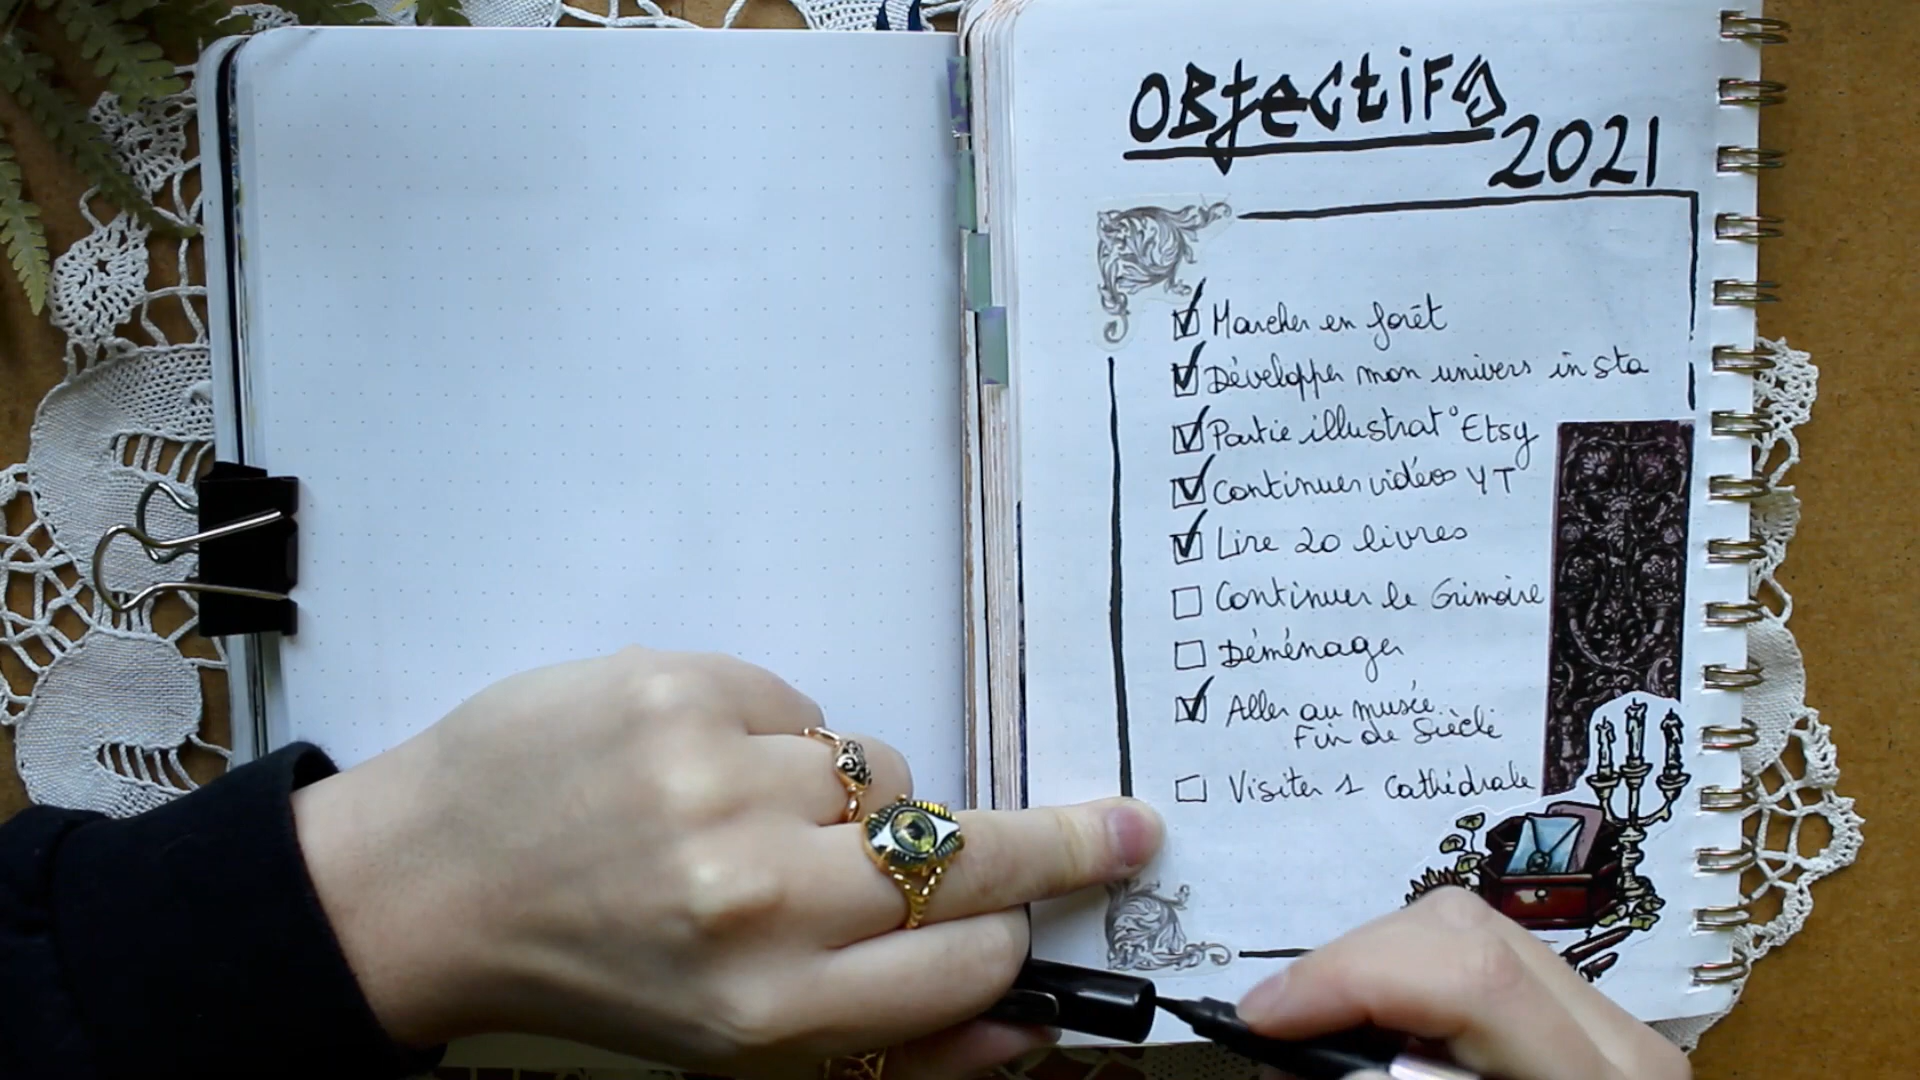 OBjectifs
2021
Marcher en forêt
Développer mon univers insta
Partie illustrat° Etsy
Continuer vidéos YT
Lire 20 livres
Continuer le Grimoire
Déménager
Aller au musée
Fin de Siècle
Visiter 1 Cathédrale